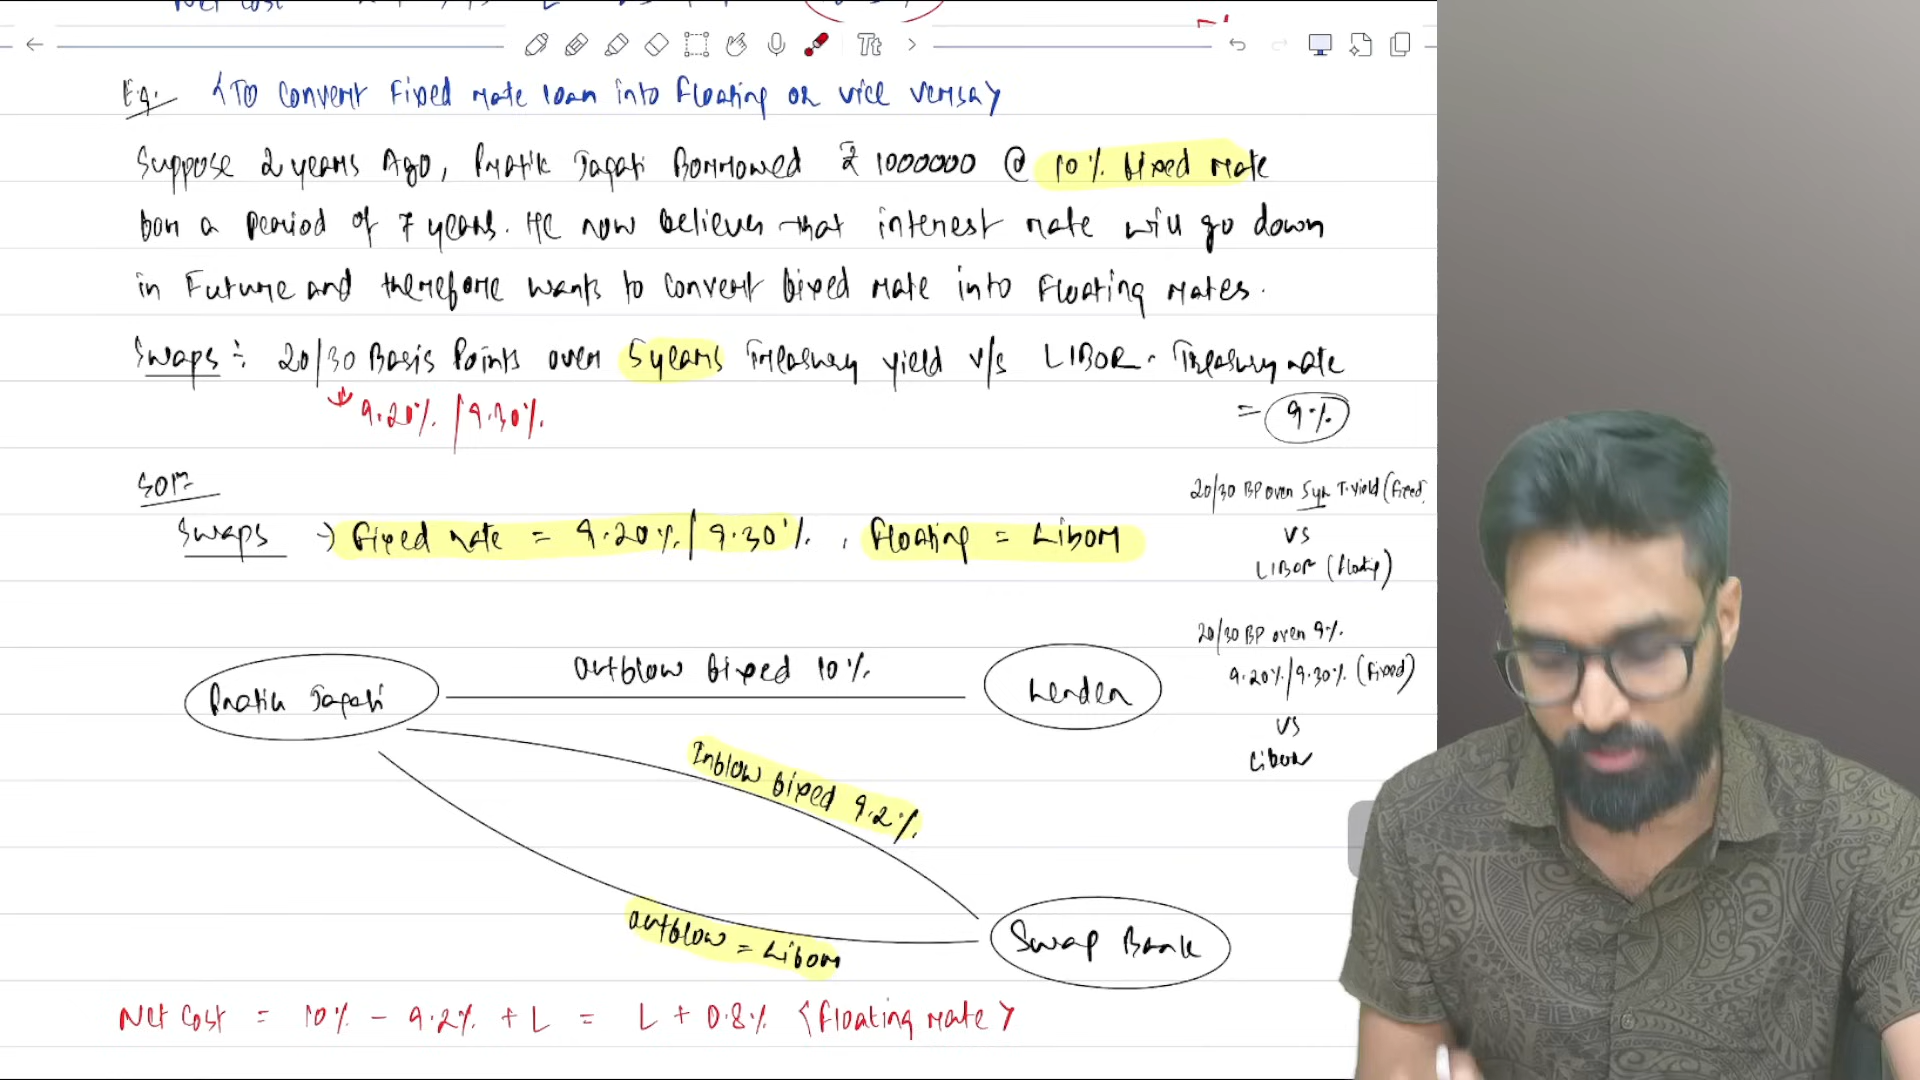 Net Cost
Tt
Eg. <To convert Fixed rate loan into Floating or vice versa>
Suppose 2 years Ago, Pratik Jagati Borrowed ₹ 1000000 @ 10% fixed rate
for a period of 7 years. He now believes that interest rate will go down
in Future and therefore wants to convert fixed rate into Floating rates.
Swaps :- 20/30 Basis Points over 5 years Treasury yield v/s LIBOR. Treasury rate
9.20% / 9.30%
= 9%
Sol
Swaps → Fixed rate = 9.20% / 9.30% , Floating = Libor
20/30 BP over 5yr T.yield (fixed)
VS
LIBOR (floating)
20/30 BP over 9%
9.20% / 9.30% (Fixed)
VS
Libor
Pratik Jagati
outflow fixed 10%
Lender
Inflow fixed 9.2%
outflow = Libor
Swap Bank
Net Cost = 10% - 9.2% + L = L + 0.8% <Floating rate>